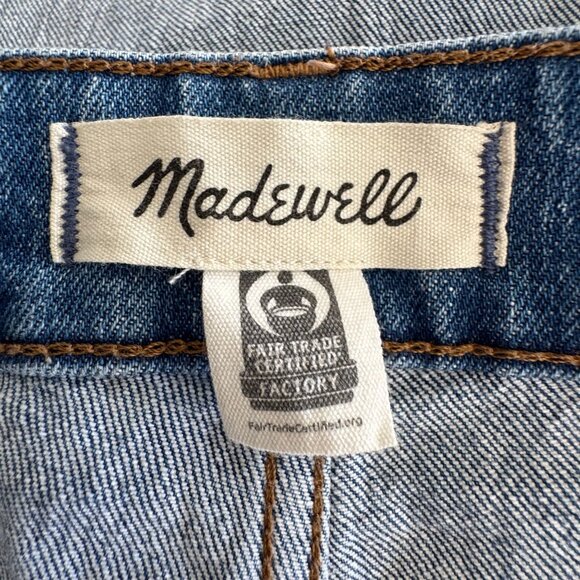 Madewell
FAIR TRADE
CERTIFIED
FACTORY
FairTradeCertified.org